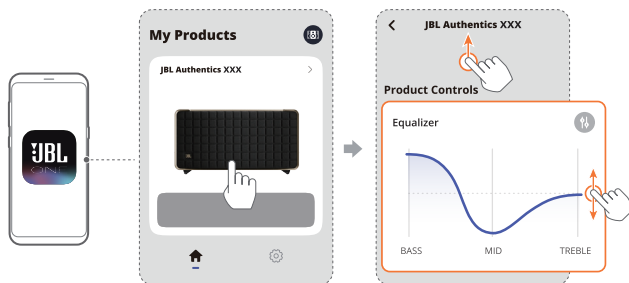 JBL
ONE
My Products
JBL Authentics XXX
JBL Authentics XXX
Product Controls
Equalizer
BASS
MID
TREBLE